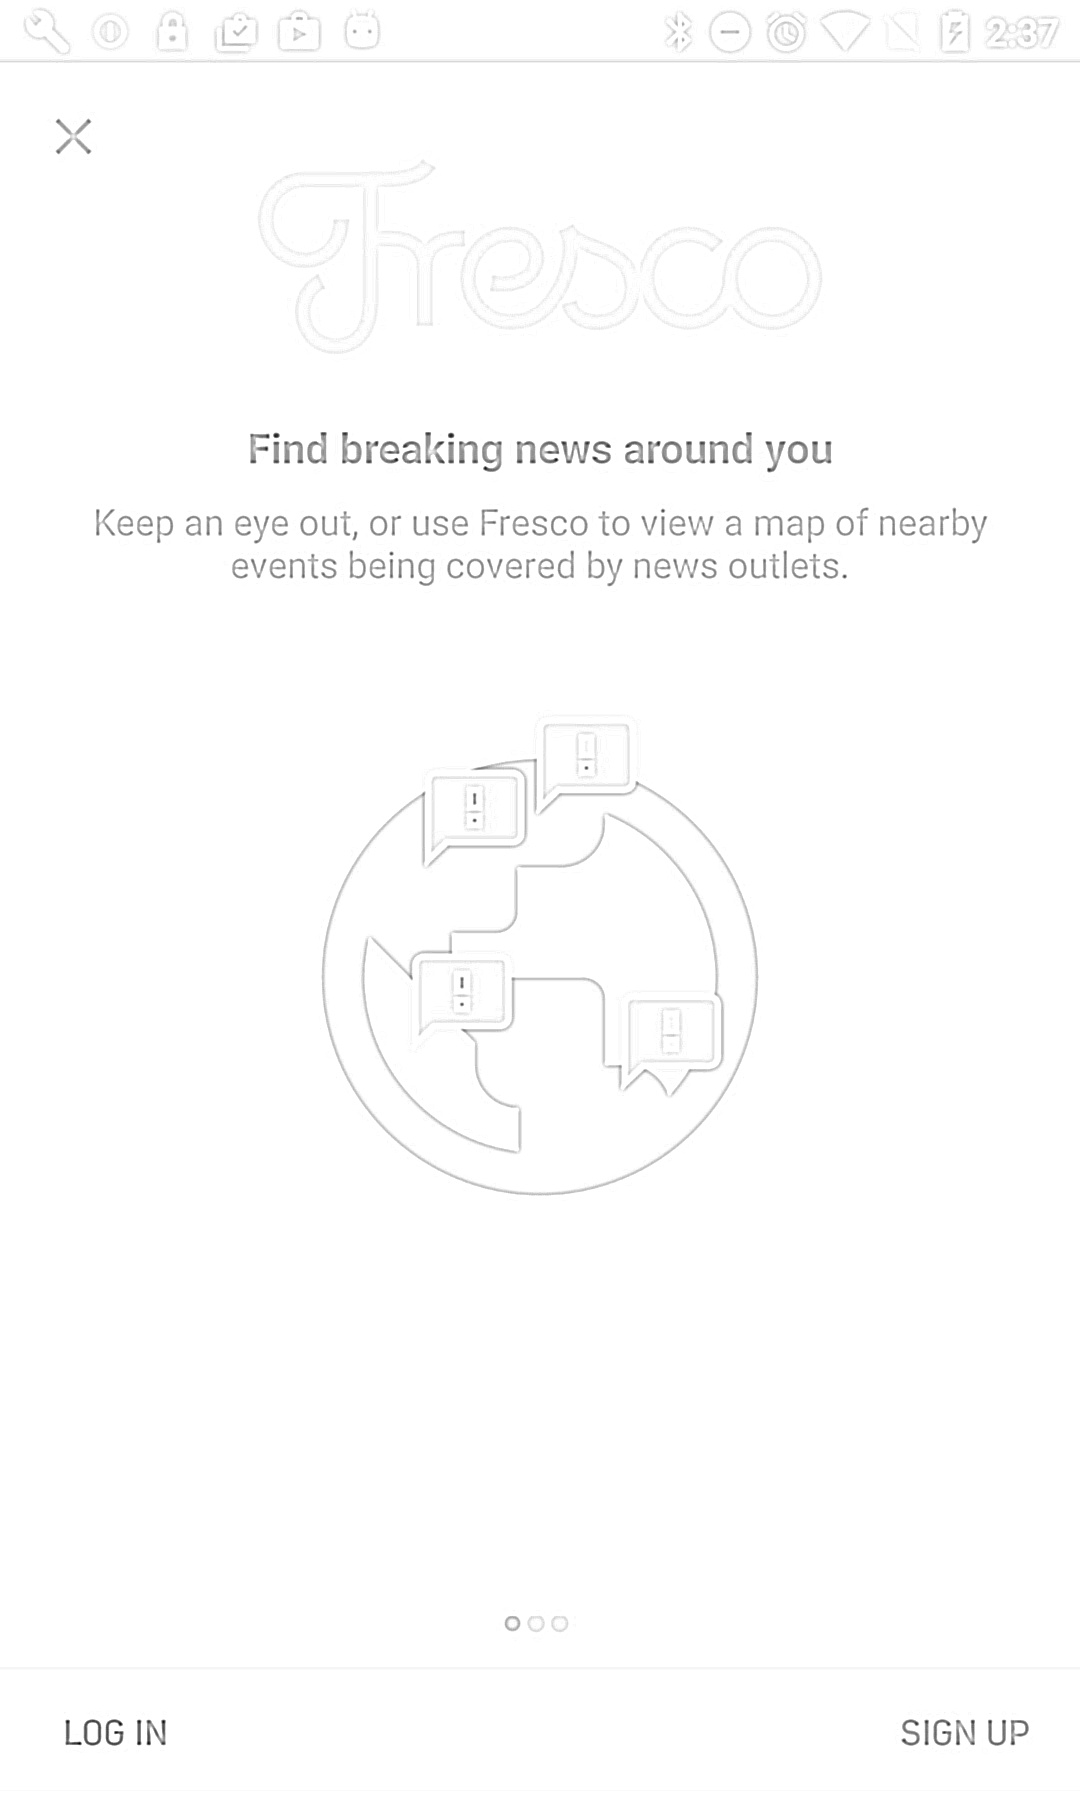 2:37
Fresco
Find breaking news around you
Keep an eye out, or use Fresco to view a map of nearby
events being covered by news outlets.
LOG IN
SIGN UP